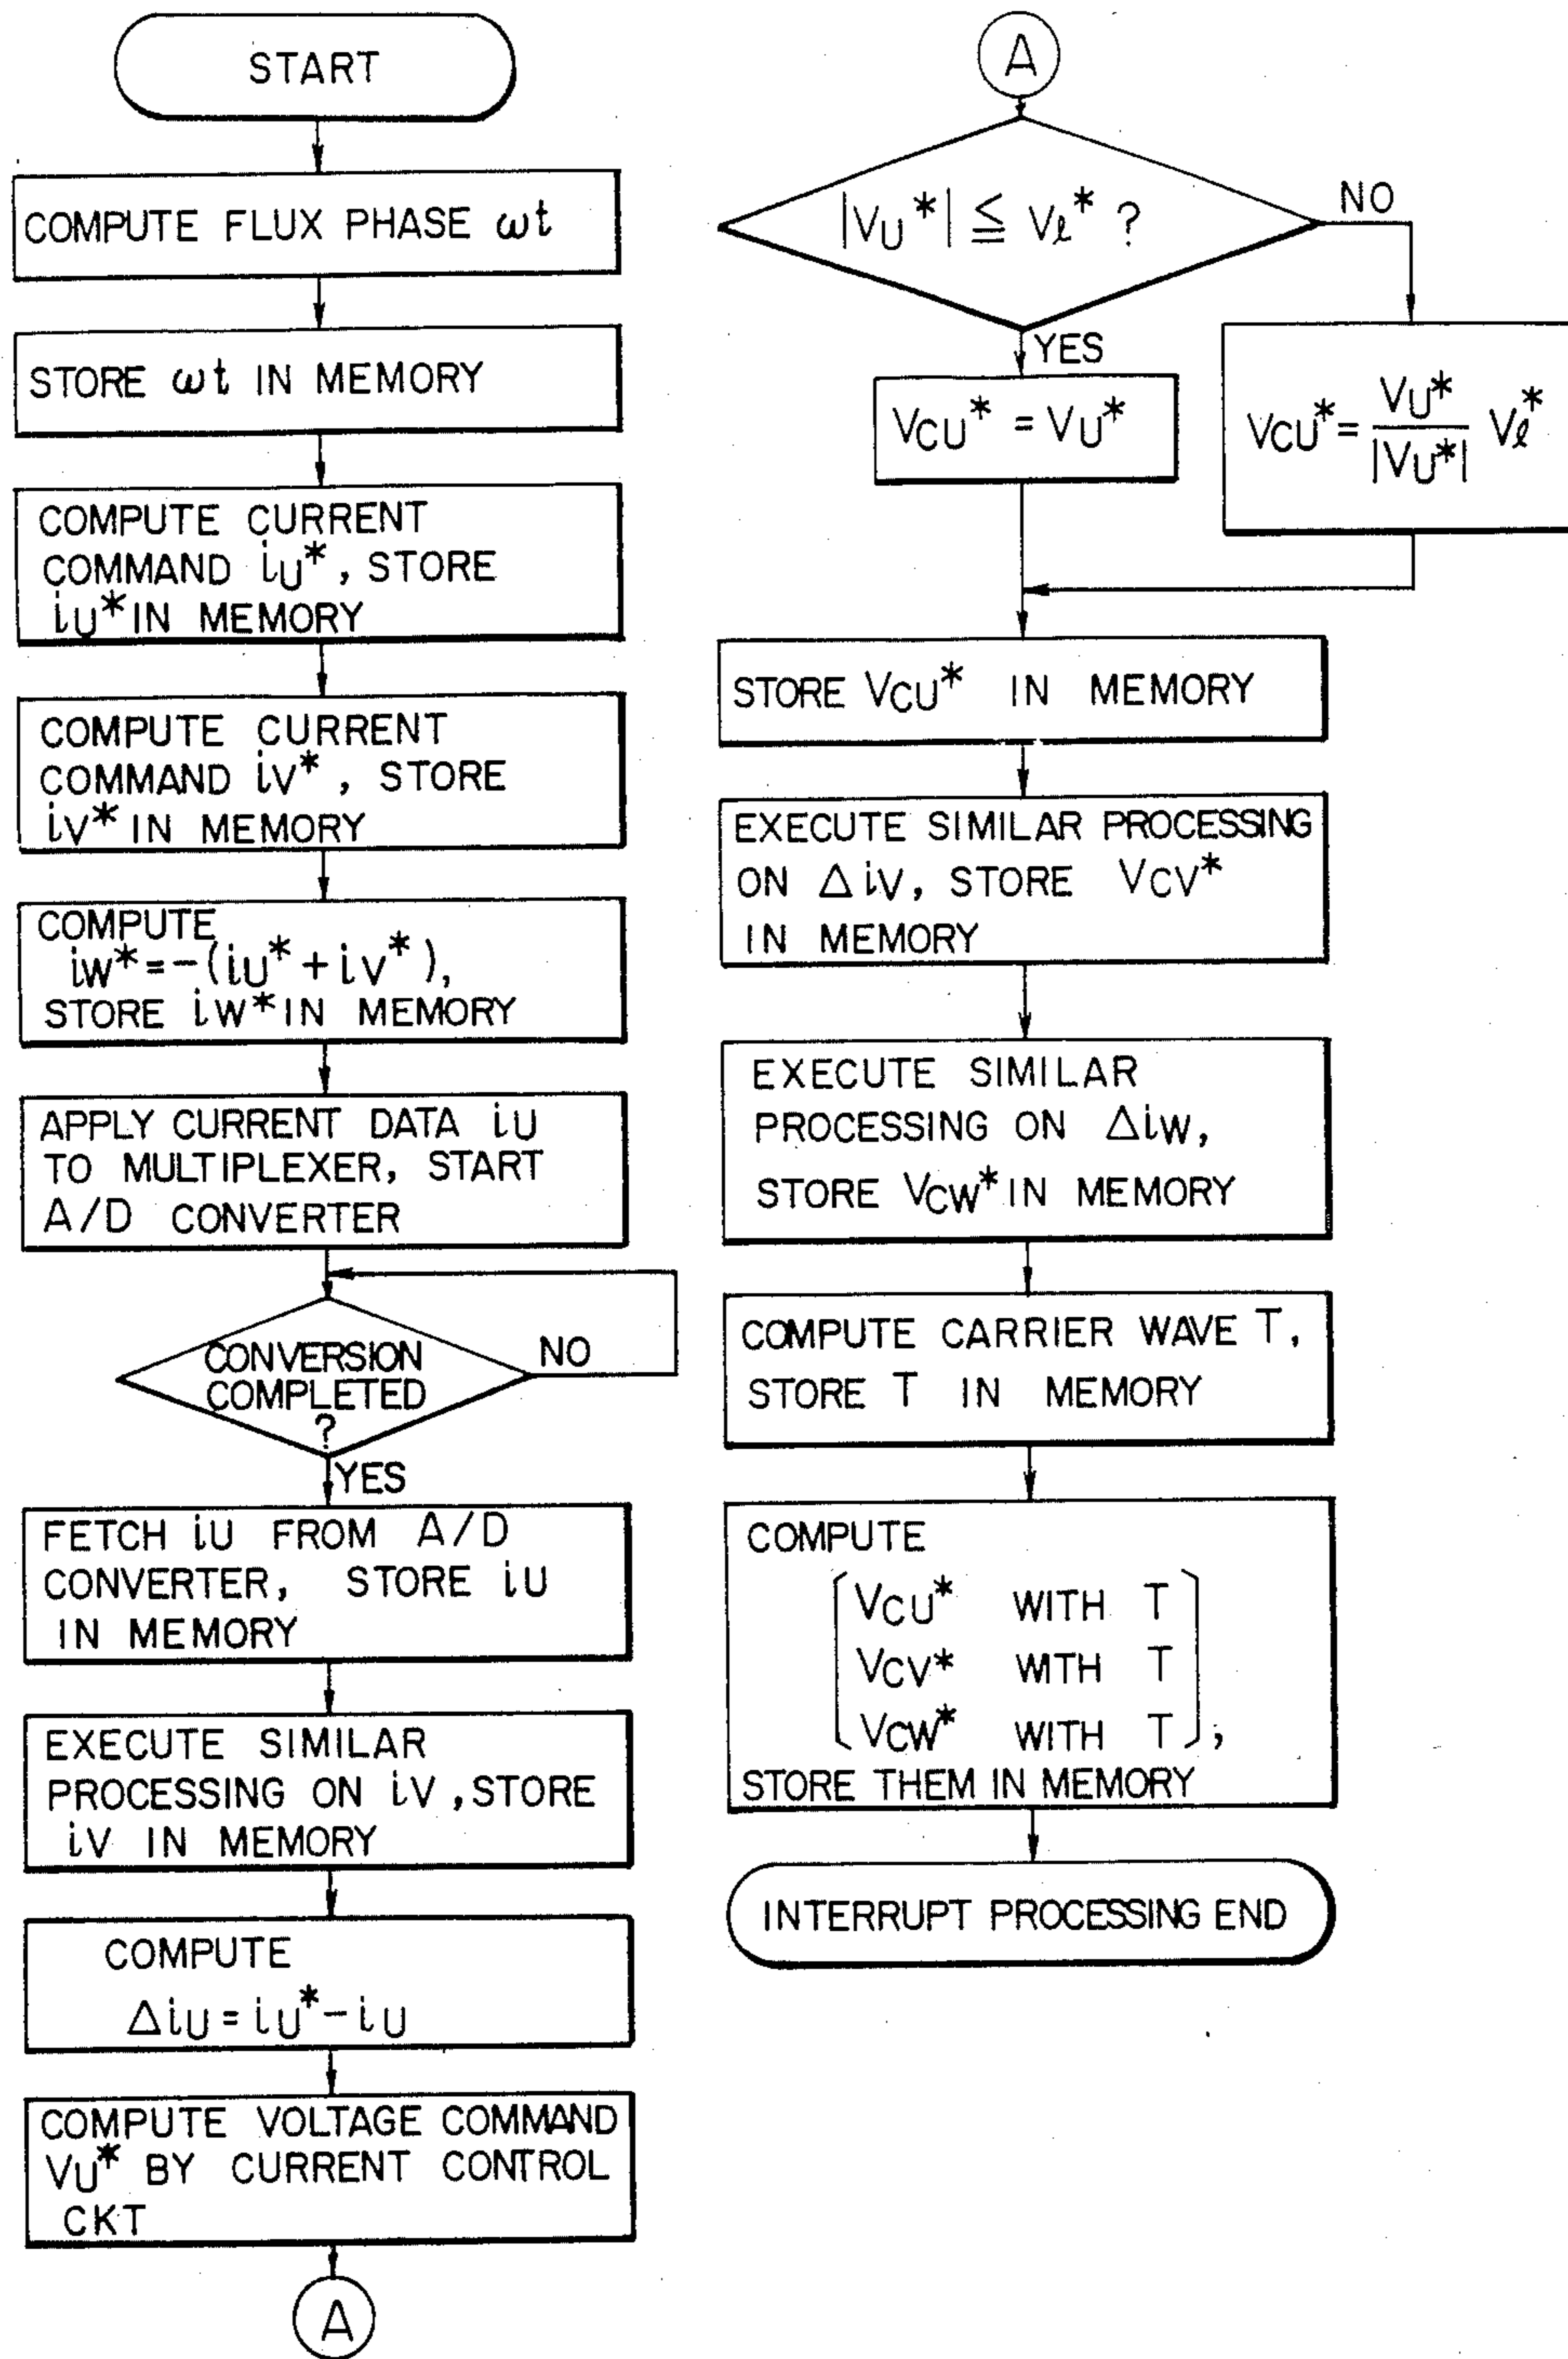 START
COMPUTE FLUX PHASE ωt
STORE ωt IN MEMORY
COMPUTE CURRENT
COMMAND iU*, STORE
iU* IN MEMORY
COMPUTE CURRENT
COMMAND iV*, STORE
iV* IN MEMORY
COMPUTE
iW*=-(iU*+iV*),
STORE iW* IN MEMORY
APPLY CURRENT DATA iU
TO MULTIPLEXER, START
A/D CONVERTER
CONVERSION
COMPLETED
?
NO
YES
FETCH iU FROM A/D
CONVERTER, STORE iU
IN MEMORY
EXECUTE SIMILAR
PROCESSING ON iV, STORE
iV IN MEMORY
COMPUTE
ΔiU = iU* - iU
COMPUTE VOLTAGE COMMAND
VU* BY CURRENT CONTROL
CKT
A
A
|VU*| ≦ Vℓ* ?
NO
YES
VCU* = VU*
VCU* = VU*/|VU*| Vℓ*
STORE VCU* IN MEMORY
EXECUTE SIMILAR PROCESSING
ON ΔiV, STORE VCV*
IN MEMORY
EXECUTE SIMILAR
PROCESSING ON ΔiW,
STORE VCW* IN MEMORY
COMPUTE CARRIER WAVE T,
STORE T IN MEMORY
COMPUTE
VCU* WITH T
VCV* WITH T
VCW* WITH T,
STORE THEM IN MEMORY
INTERRUPT PROCESSING END